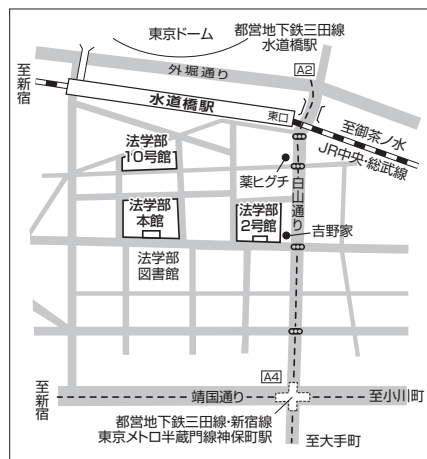 東京ドーム
都営地下鉄三田線
水道橋駅
外堀通り
A2
至新宿
水道橋駅
東口
至御茶ノ水
JR中央・総武線
法学部
10号館
薬ヒグチ
白山通り
法学部
本館
法学部
2号館
吉野家
法学部
図書館
A4
至新宿
靖国通り
至小川町
都営地下鉄三田線・新宿線
東京メトロ半蔵門線神保町駅
至大手町